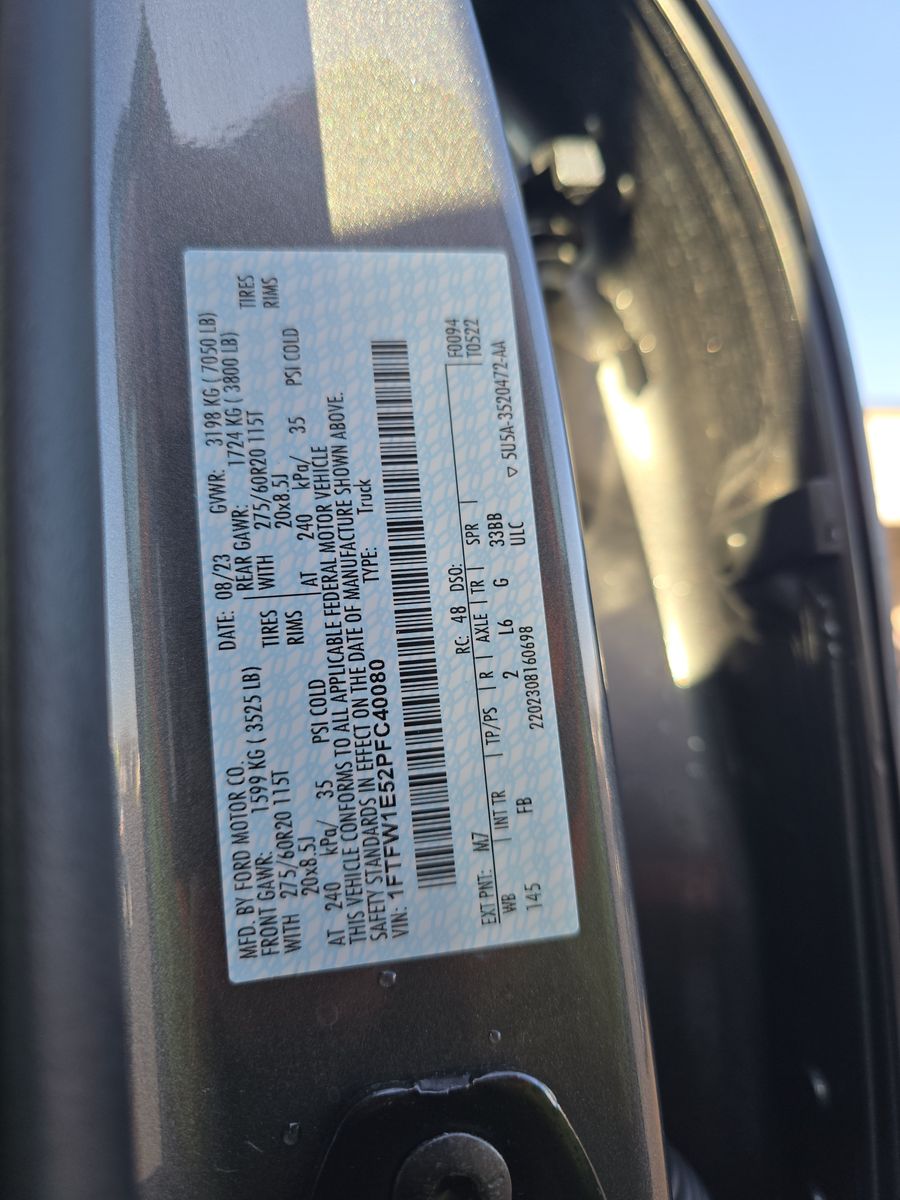 MFD. BY FORD MOTOR CO. DATE: 08/23 GVWR: 3198 KG ( 7050 LB)
FRONT GAWR: 1599 KG ( 3525 LB) REAR GAWR: 1724 KG ( 3800 LB)
WITH 275/60R20 115T TIRES WITH 275/60R20 115T TIRES
20x8.5J RIMS 20x8.5J RIMS
AT 240 kPa/ 35 PSI COLD AT 240 kPa/ 35 PSI COLD
THIS VEHICLE CONFORMS TO ALL APPLICABLE FEDERAL MOTOR VEHICLE
SAFETY STANDARDS IN EFFECT ON THE DATE OF MANUFACTURE SHOWN ABOVE.
VIN: 1FTFW1E52PFC40080 TYPE: Truck
F0094
EXT PNT: M7 RC: 48 DSO: T0522
WB INT TR TP/PS R AXLE TR SPR
145 FB 2 L6 G 33BB
2202308160698 ULC ▽ 5U5A-3520472-AA